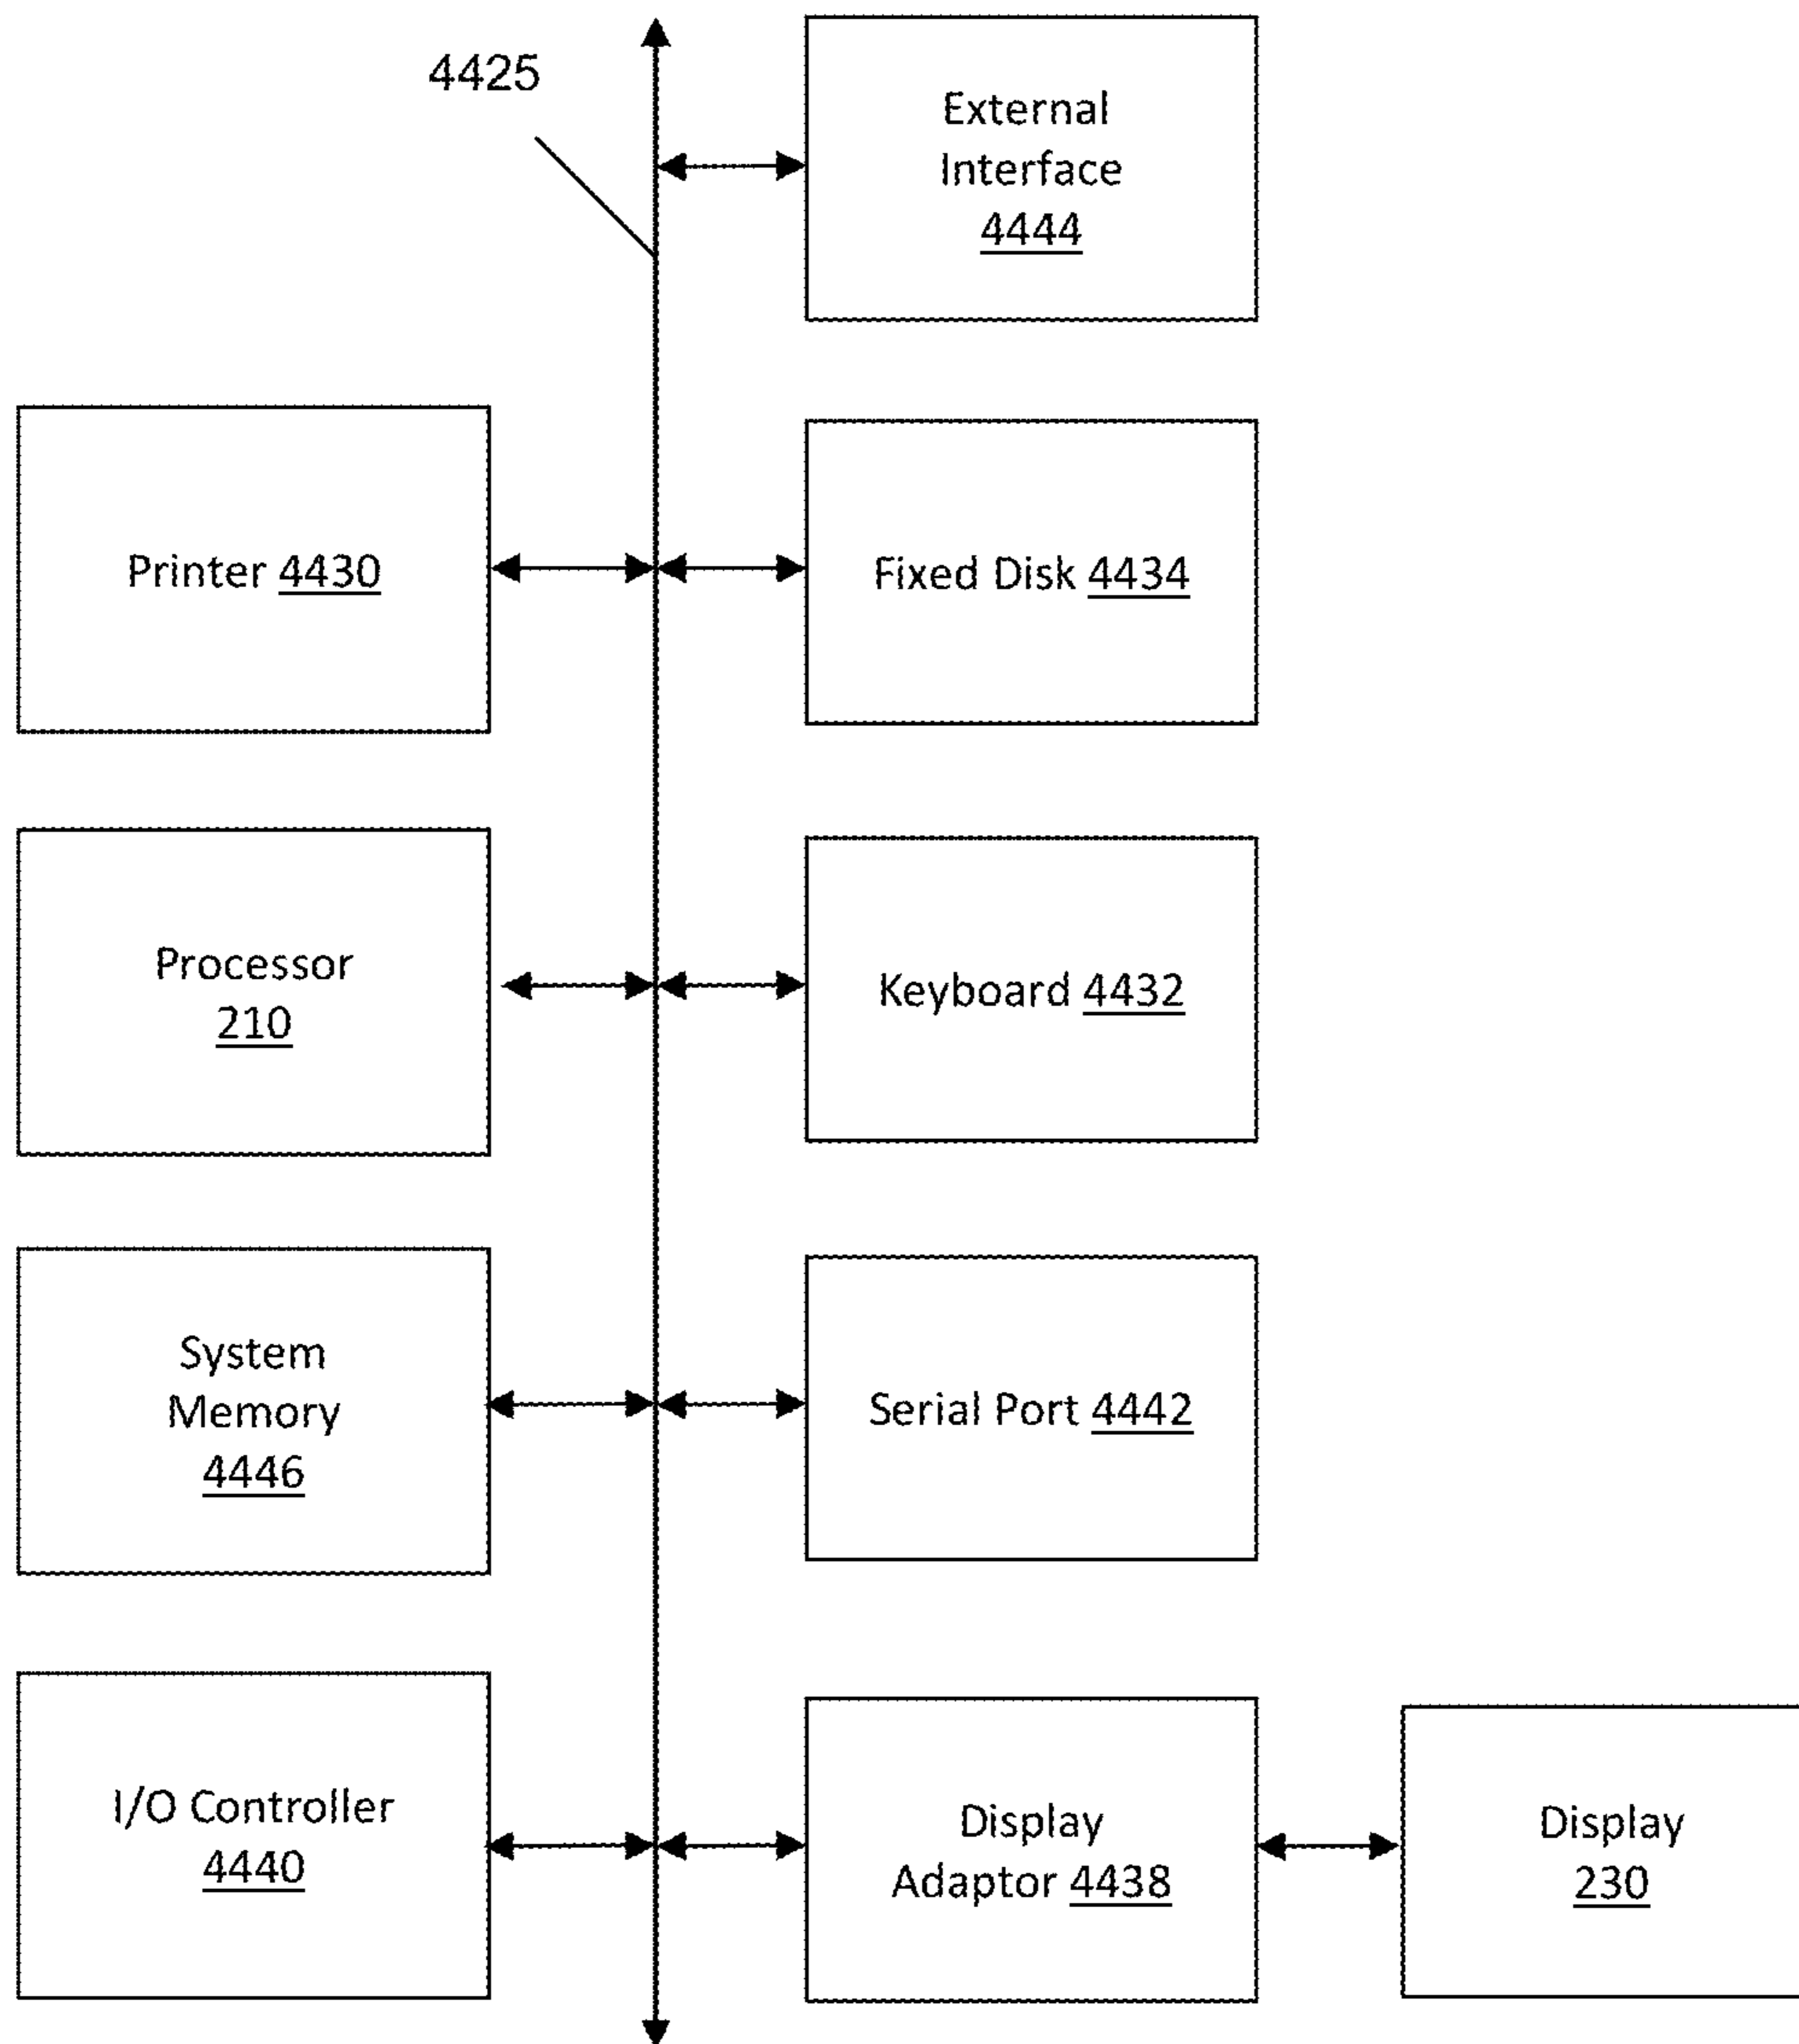 4425
External
Interface
4444
Printer 4430
Fixed Disk 4434
Processor
210
Keyboard 4432
System
Memory
4446
Serial Port 4442
I/O Controller
4440
Display
Adaptor 4438
Display
230